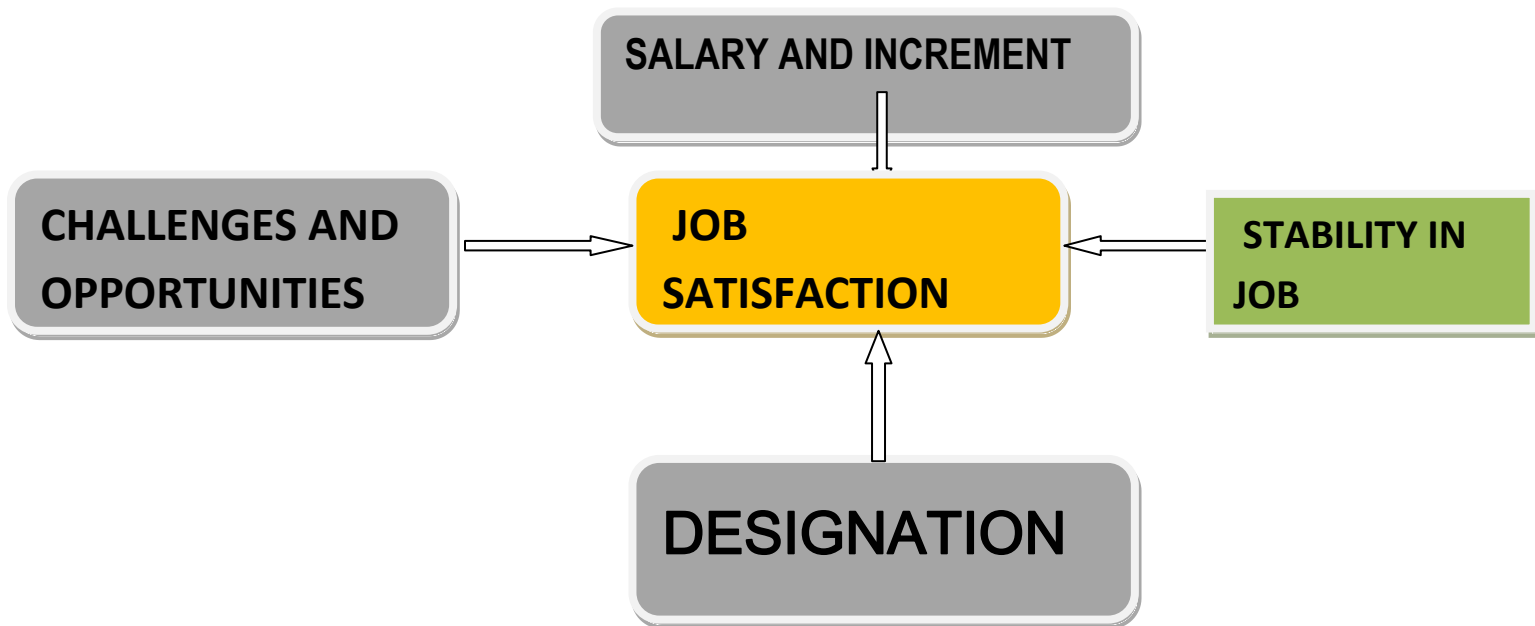 SALARY AND INCREMENT
CHALLENGES AND
OPPORTUNITIES
JOB
SATISFACTION
STABILITY IN
JOB
DESIGNATION